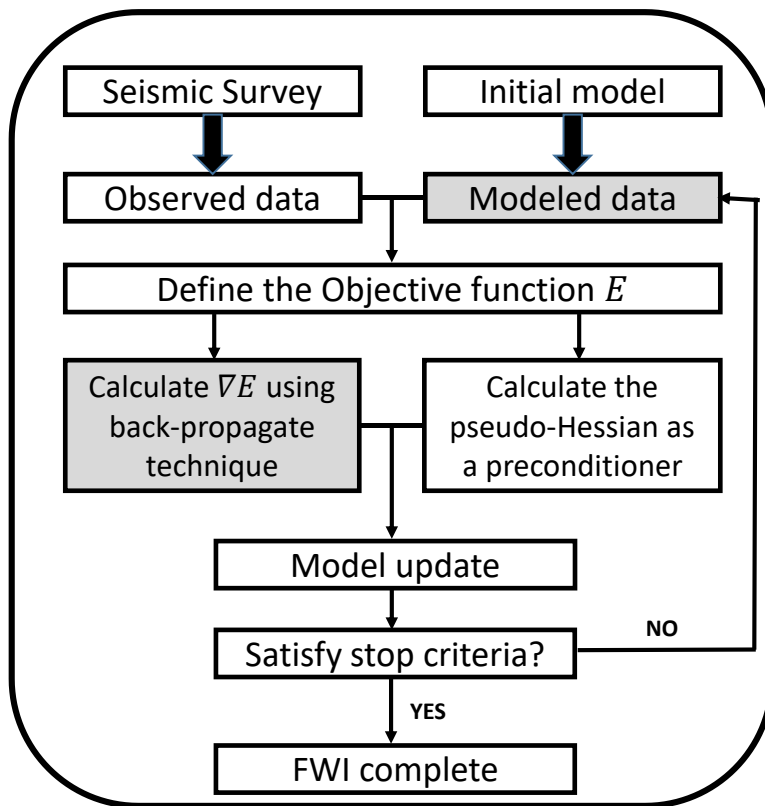 Seismic Survey
Initial model
Observed data
Modeled data
Define the Objective function E
Calculate ∇E using
back-propagate
technique
Calculate the
pseudo-Hessian as
a preconditioner
Model update
Satisfy stop criteria?
NO
YES
FWI complete